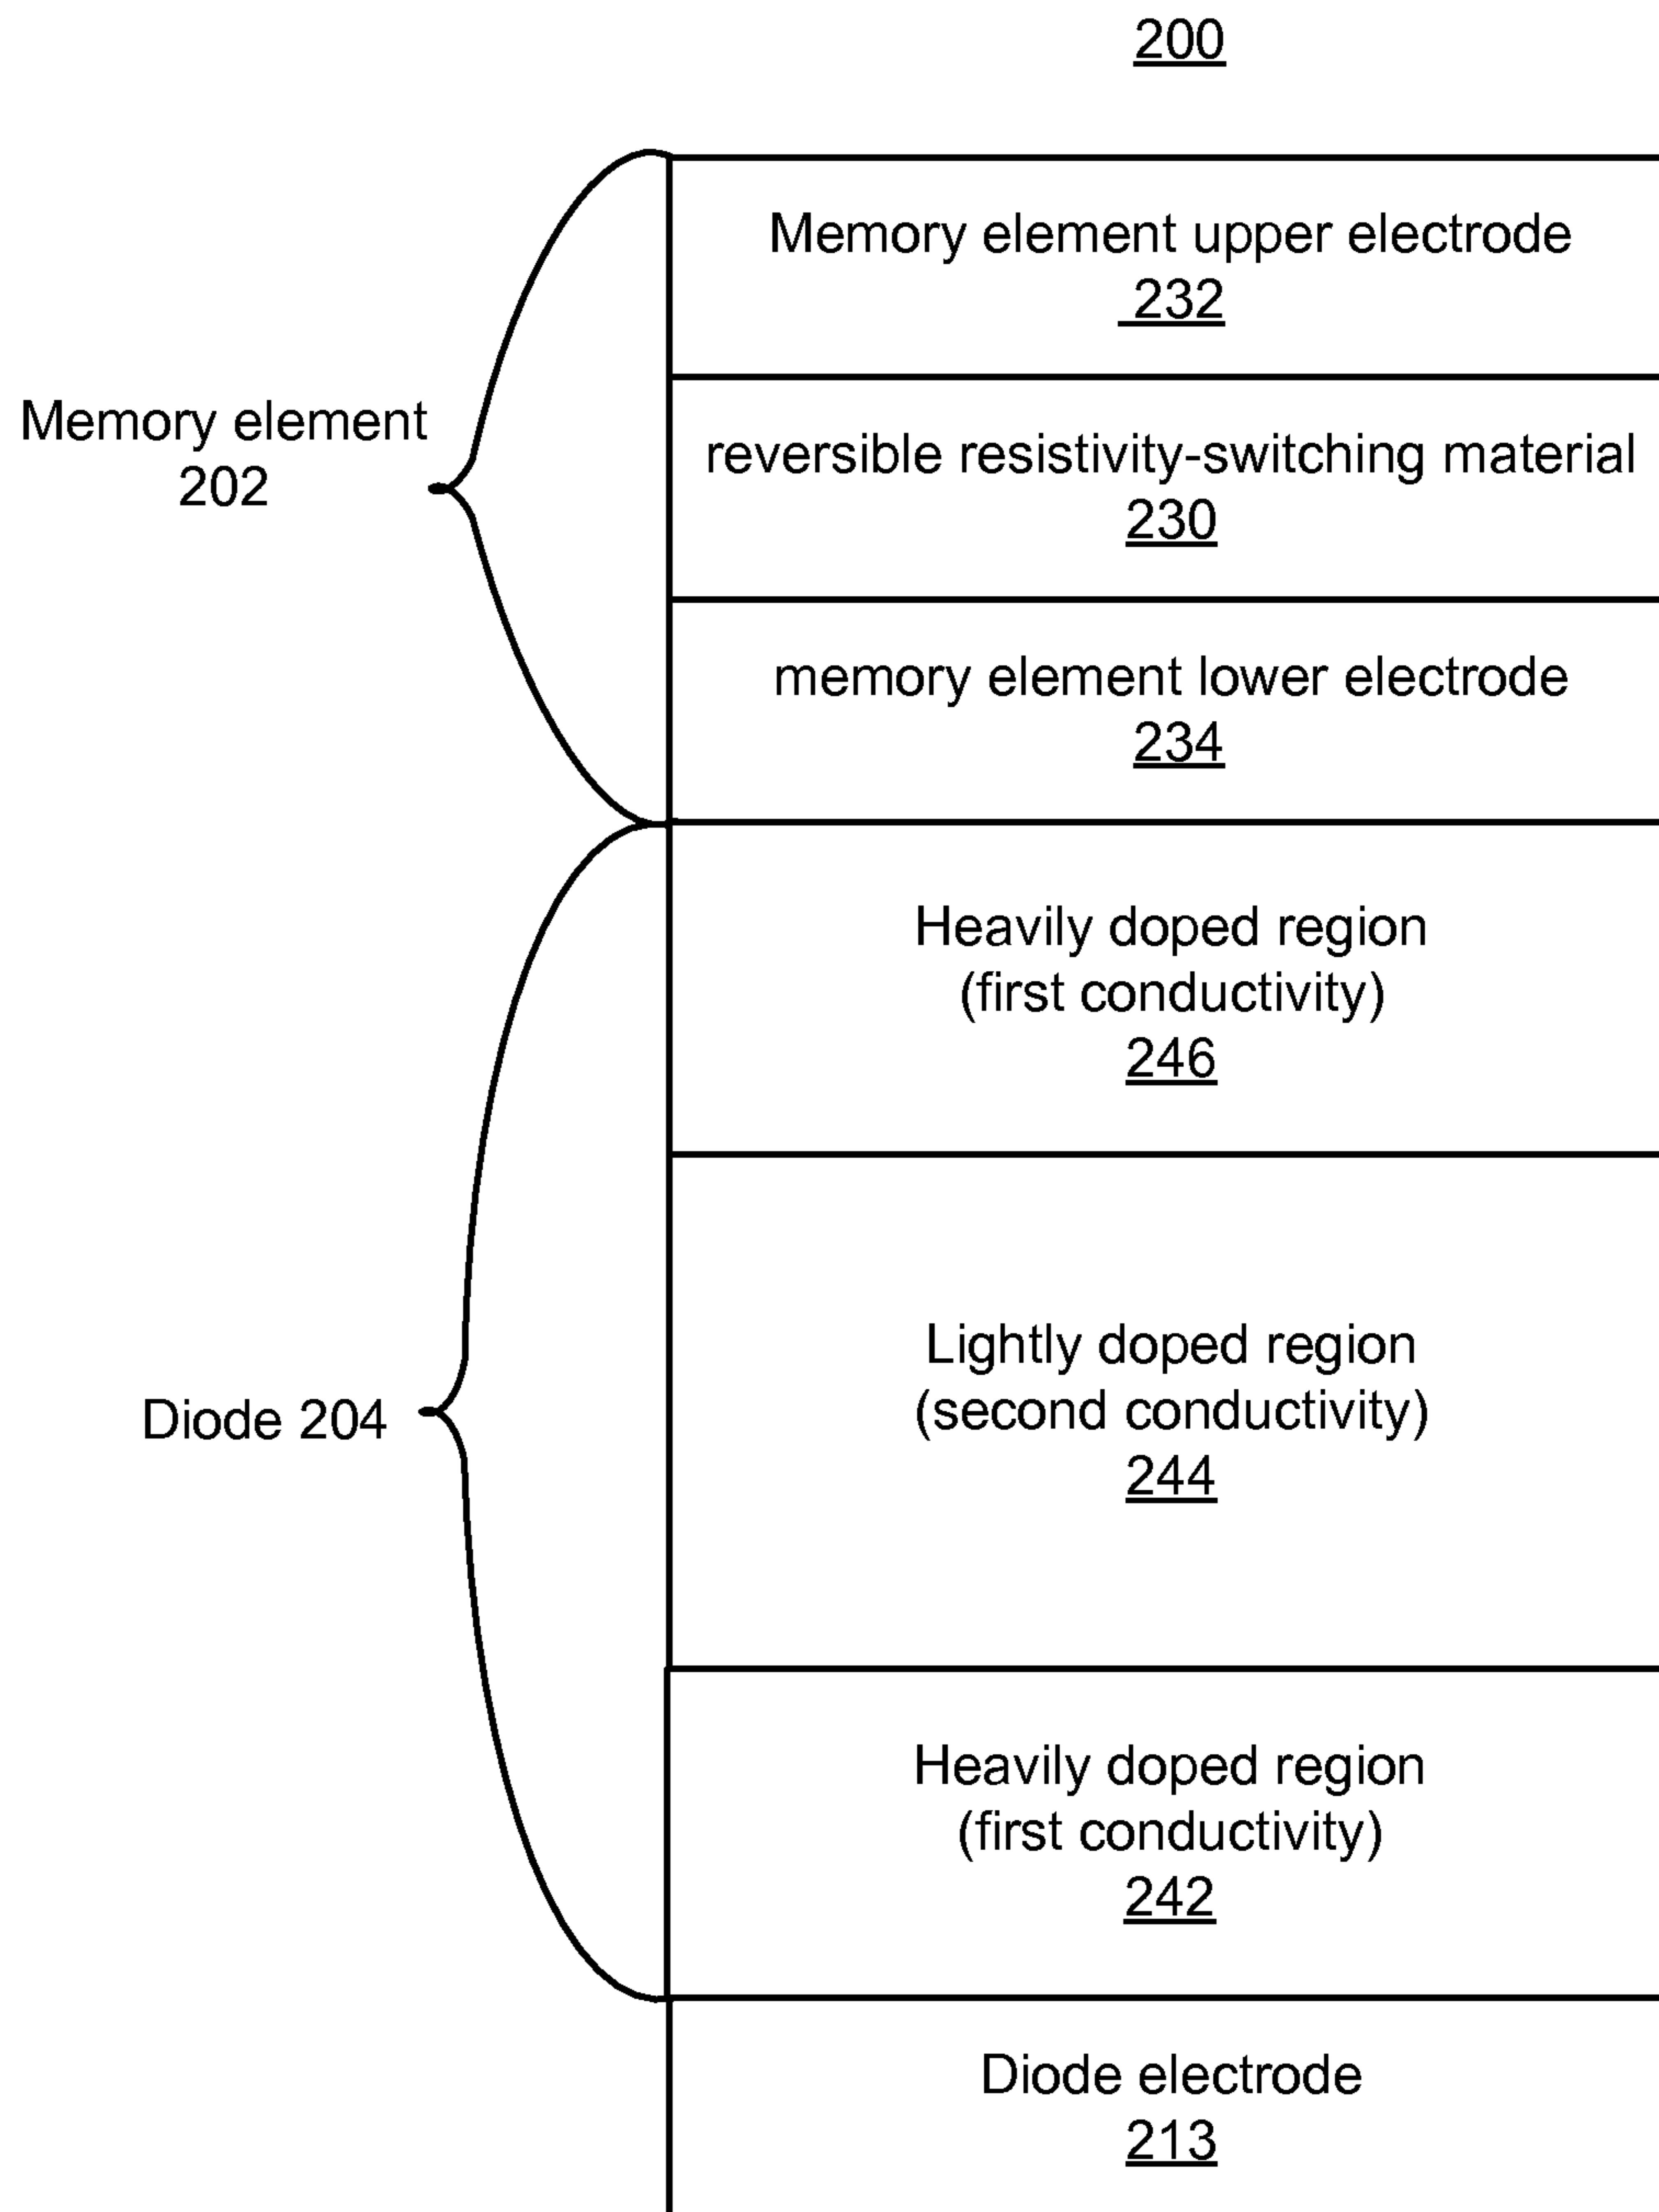 200
Memory element upper electrode
232
Memory element
202
reversible resistivity-switching material
230
memory element lower electrode
234
Heavily doped region
(first conductivity)
246
Lightly doped region
(second conductivity)
244
Diode 204
Heavily doped region
(first conductivity)
242
Diode electrode
213